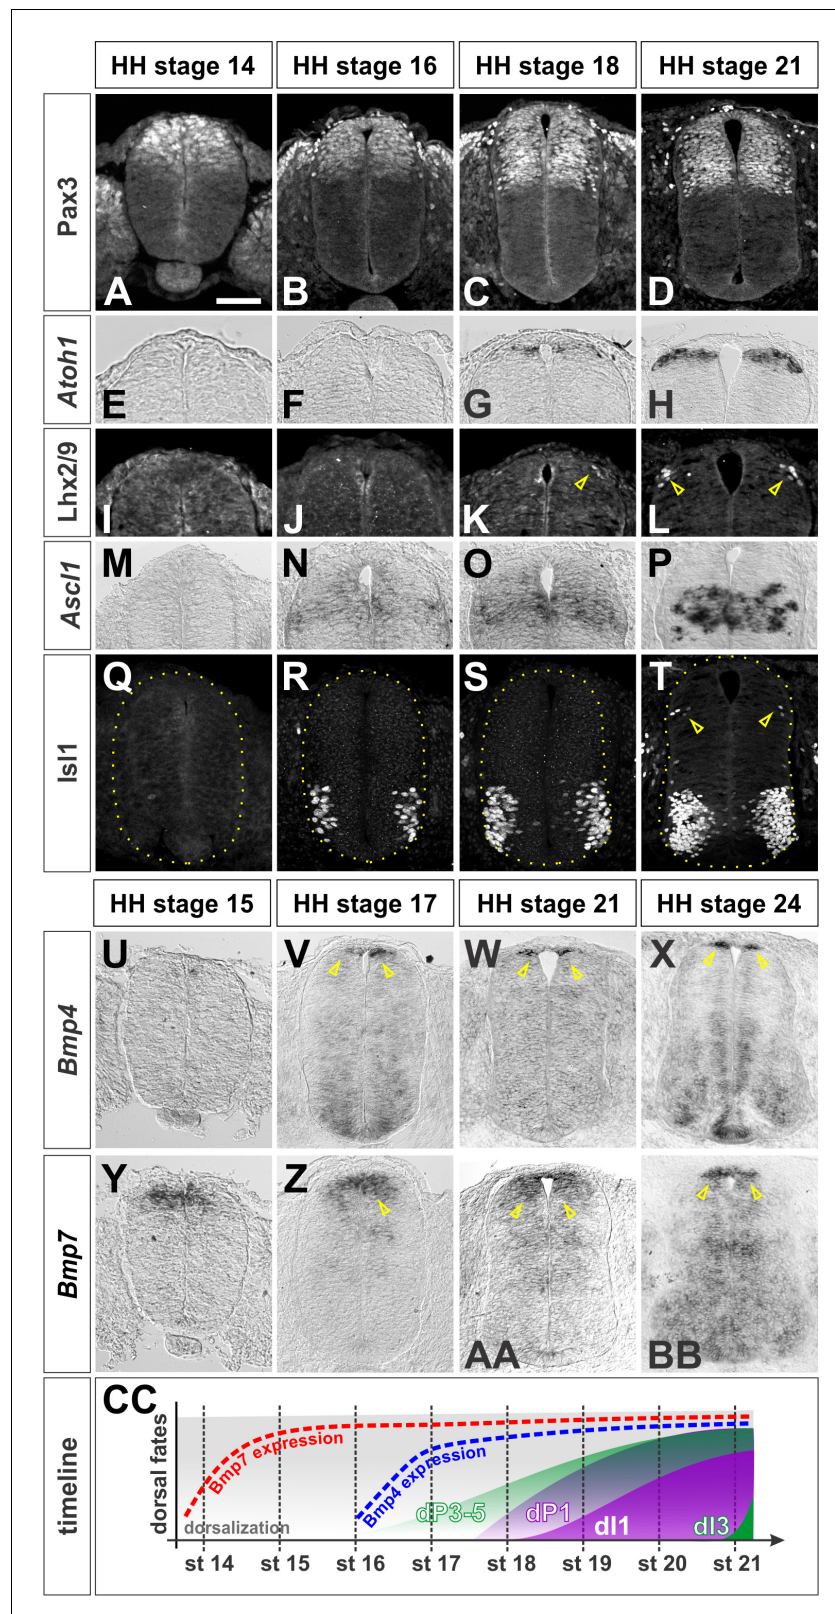 HH stage 14 HH stage 16 HH stage 18 HH stage 21
Pax3
A B C D
Atoh1
E F G H
Lhx2/9
I J K L
Ascl1
M N O P
Isl1
Q R S T
HH stage 15 HH stage 17 HH stage 21 HH stage 24
Bmp4
U V W X
Bmp7
Y Z AA BB
timeline
CC
dorsal fates
Bmp7 expression
Bmp4 expression
dorsalization
dP3-5
dP1
dI1
dI3
st 14 st 15 st 16 st 17 st 18 st 19 st 20 st 21